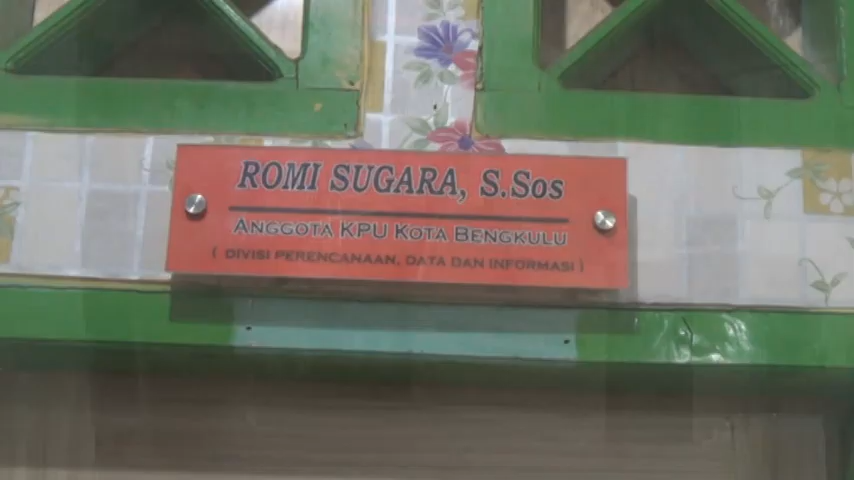 ROMI SUGARA, S.Sos
ANGGOTA KPU KOTA BENGKULU
( DIVISI PERENCANAAN, DATA DAN INFORMASI )